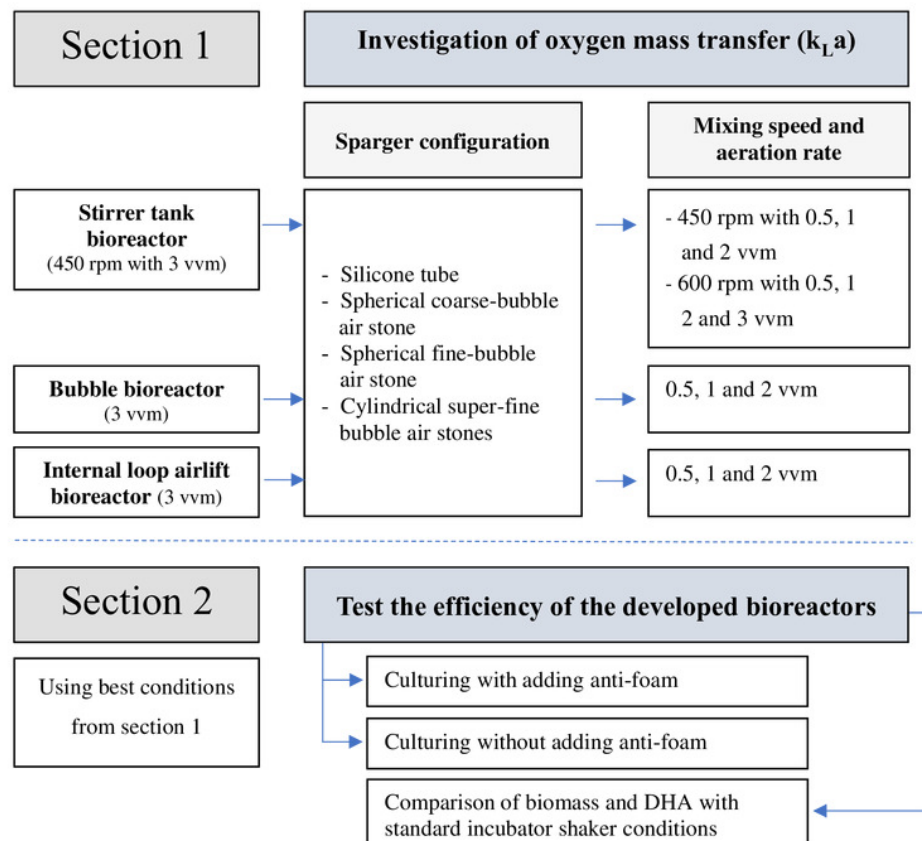 Section 1
Investigation of oxygen mass transfer (kLa)
Sparger configuration
Mixing speed and
aeration rate
Stirrer tank
bioreactor
(450 rpm with 3 vvm)
- Silicone tube
- Spherical coarse-bubble
air stone
- Spherical fine-bubble
air stone
- Cylindrical super-fine
bubble air stones
- 450 rpm with 0.5, 1
and 2 vvm
- 600 rpm with 0.5, 1
2 and 3 vvm
Bubble bioreactor
(3 vvm)
0.5, 1 and 2 vvm
Internal loop airlift
bioreactor (3 vvm)
0.5, 1 and 2 vvm
Section 2
Test the efficiency of the developed bioreactors
Using best conditions
from section 1
Culturing with adding anti-foam
Culturing without adding anti-foam
Comparison of biomass and DHA with
standard incubator shaker conditions